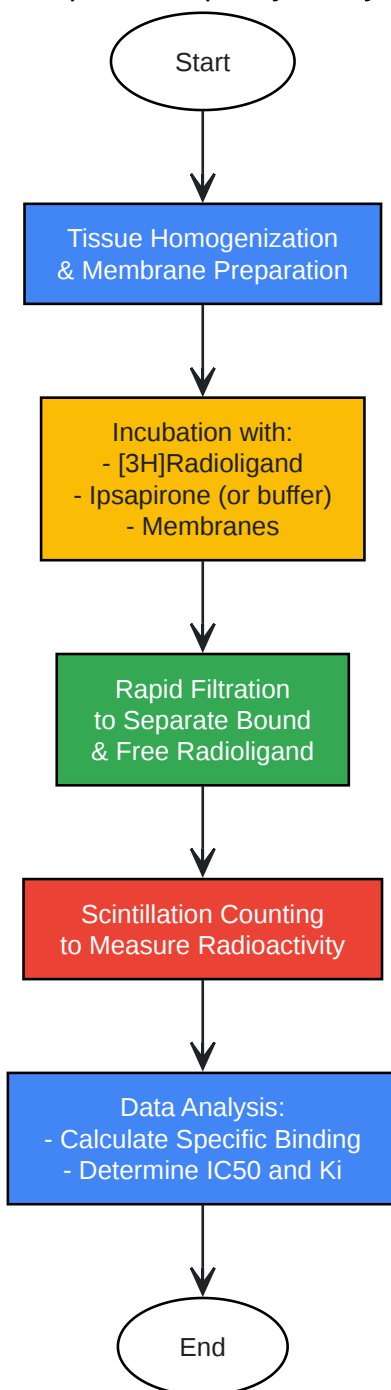 Start
Tissue Homogenization
& Membrane Preparation
Incubation with:
- [3H]Radioligand
- Ipsapirone (or buffer)
- Membranes
Rapid Filtration
to Separate Bound
& Free Radioligand
Scintillation Counting
to Measure Radioactivity
Data Analysis:
- Calculate Specific Binding
- Determine IC50 and Ki
End